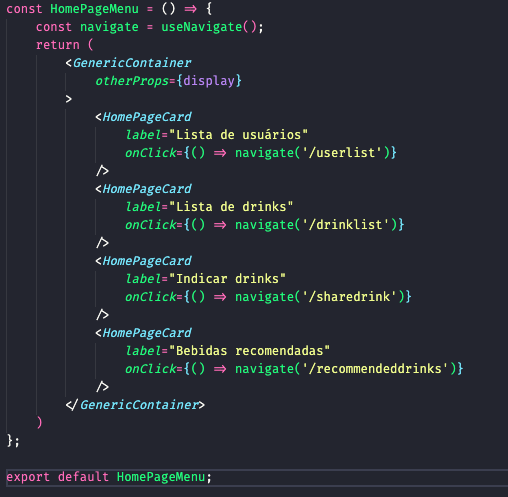 const HomePageMenu = () => {
    const navigate = useNavigate();
    return (
        <GenericContainer
            otherProps={display}
        >
            <HomePageCard
                label="Lista de usuários"
                onClick={() => navigate('/userlist')}
            />
            <HomePageCard
                label="Lista de drinks"
                onClick={() => navigate('/drinklist')}
            />
            <HomePageCard
                label="Indicar drinks"
                onClick={() => navigate('/sharedrink')}
            />
            <HomePageCard
                label="Bebidas recomendadas"
                onClick={() => navigate('/recommendeddrinks')}
            />
        </GenericContainer>
    )
};
export default HomePageMenu;